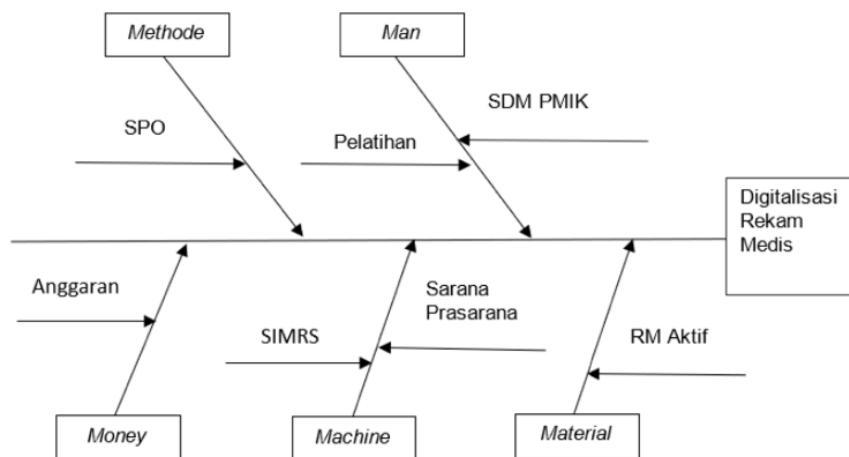 Methode
Man
SPO
Pelatihan
SDM PMIK
Digitalisasi
Rekam
Medis
Anggaran
SIMRS
Sarana
Prasarana
RM Aktif
Money
Machine
Material